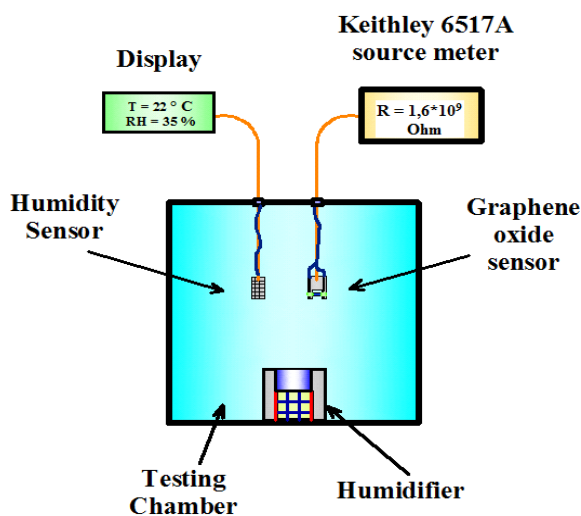 Keithley 6517A
source meter
Display
T = 22 ° C
RH = 35 %
R = 1,6*10⁹
Ohm
Humidity
Sensor
Graphene
oxide
sensor
Testing
Chamber
Humidifier